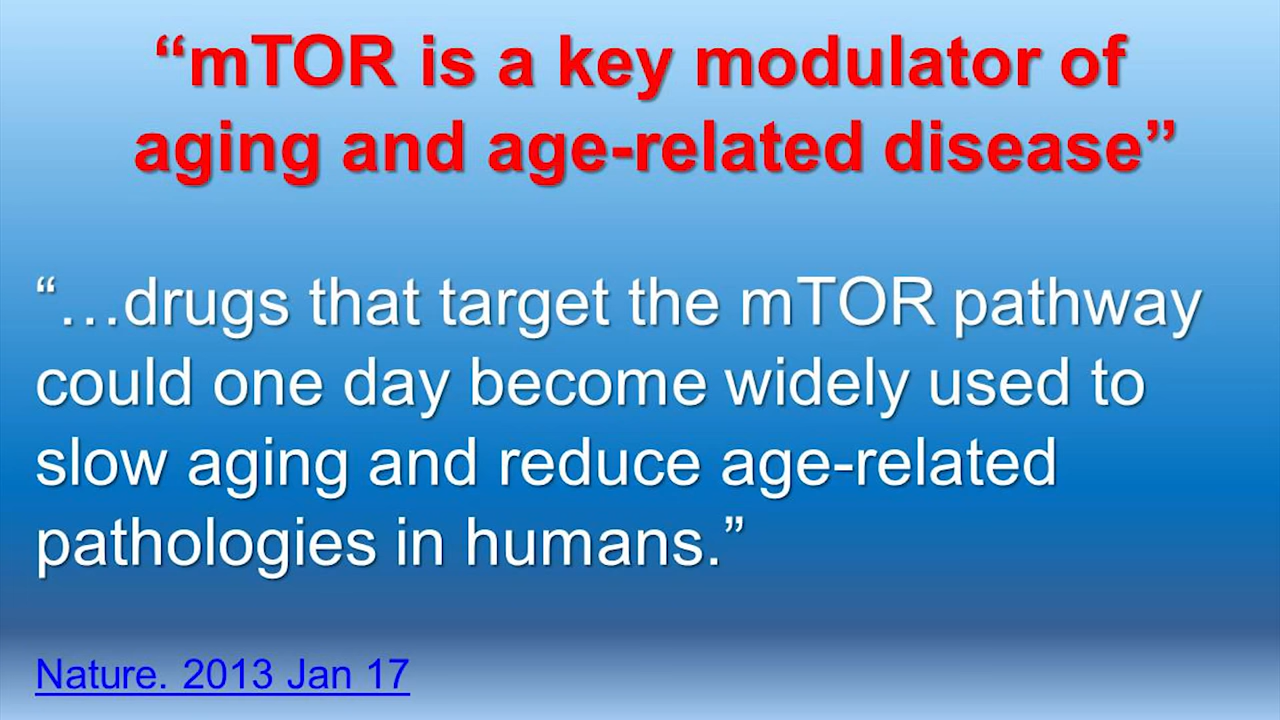 “mTOR is a key modulator of
aging and age-related disease”
“…drugs that target the mTOR pathway
could one day become widely used to
slow aging and reduce age-related
pathologies in humans.”
Nature. 2013 Jan 17